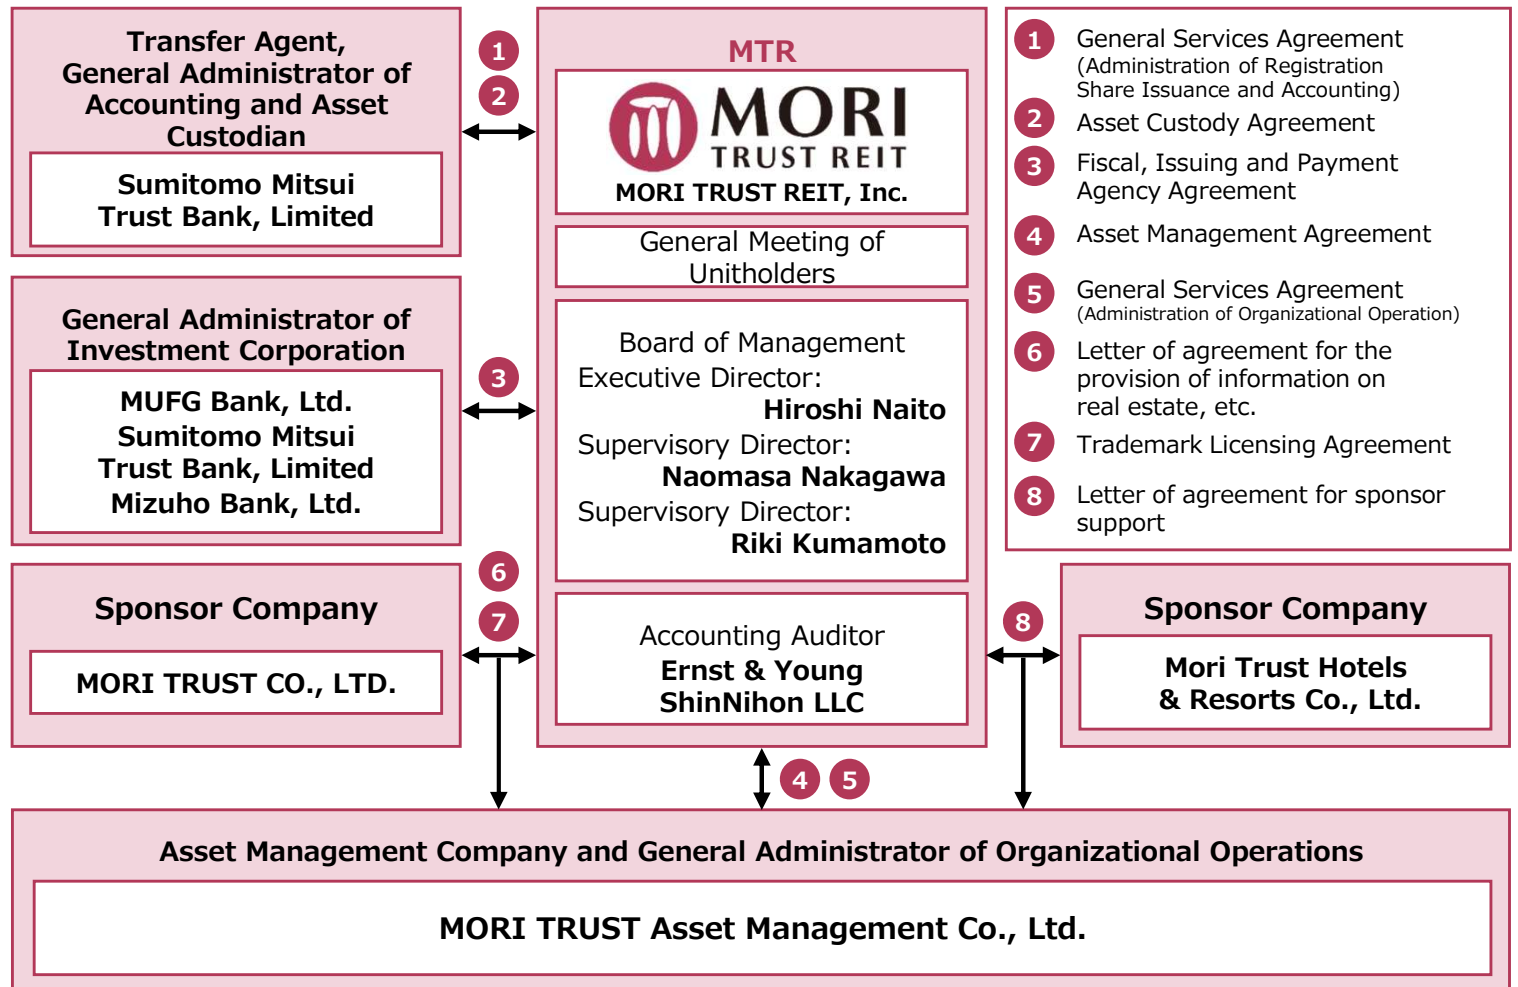 Transfer Agent,
General Administrator of
Accounting and Asset
Custodian
Sumitomo Mitsui
Trust Bank, Limited
1
2
General Administrator of
Investment Corporation
MUFG Bank, Ltd.
Sumitomo Mitsui
Trust Bank, Limited
Mizuho Bank, Ltd.
3
Sponsor Company
MORI TRUST CO., LTD.
6
7
MTR
MORI
TRUST REIT
MORI TRUST REIT, Inc.
General Meeting of
Unitholders
Board of Management
Executive Director:
Hiroshi Naito
Supervisory Director:
Naomasa Nakagawa
Supervisory Director:
Riki Kumamoto
Accounting Auditor
Ernst & Young
ShinNihon LLC
1 General Services Agreement
(Administration of Registration
Share Issuance and Accounting)
2 Asset Custody Agreement
3 Fiscal, Issuing and Payment
Agency Agreement
4 Asset Management Agreement
5 General Services Agreement
(Administration of Organizational Operation)
6 Letter of agreement for the
provision of information on
real estate, etc.
7 Trademark Licensing Agreement
8 Letter of agreement for sponsor
support
8
Sponsor Company
Mori Trust Hotels
& Resorts Co., Ltd.
4 5
Asset Management Company and General Administrator of Organizational Operations
MORI TRUST Asset Management Co., Ltd.